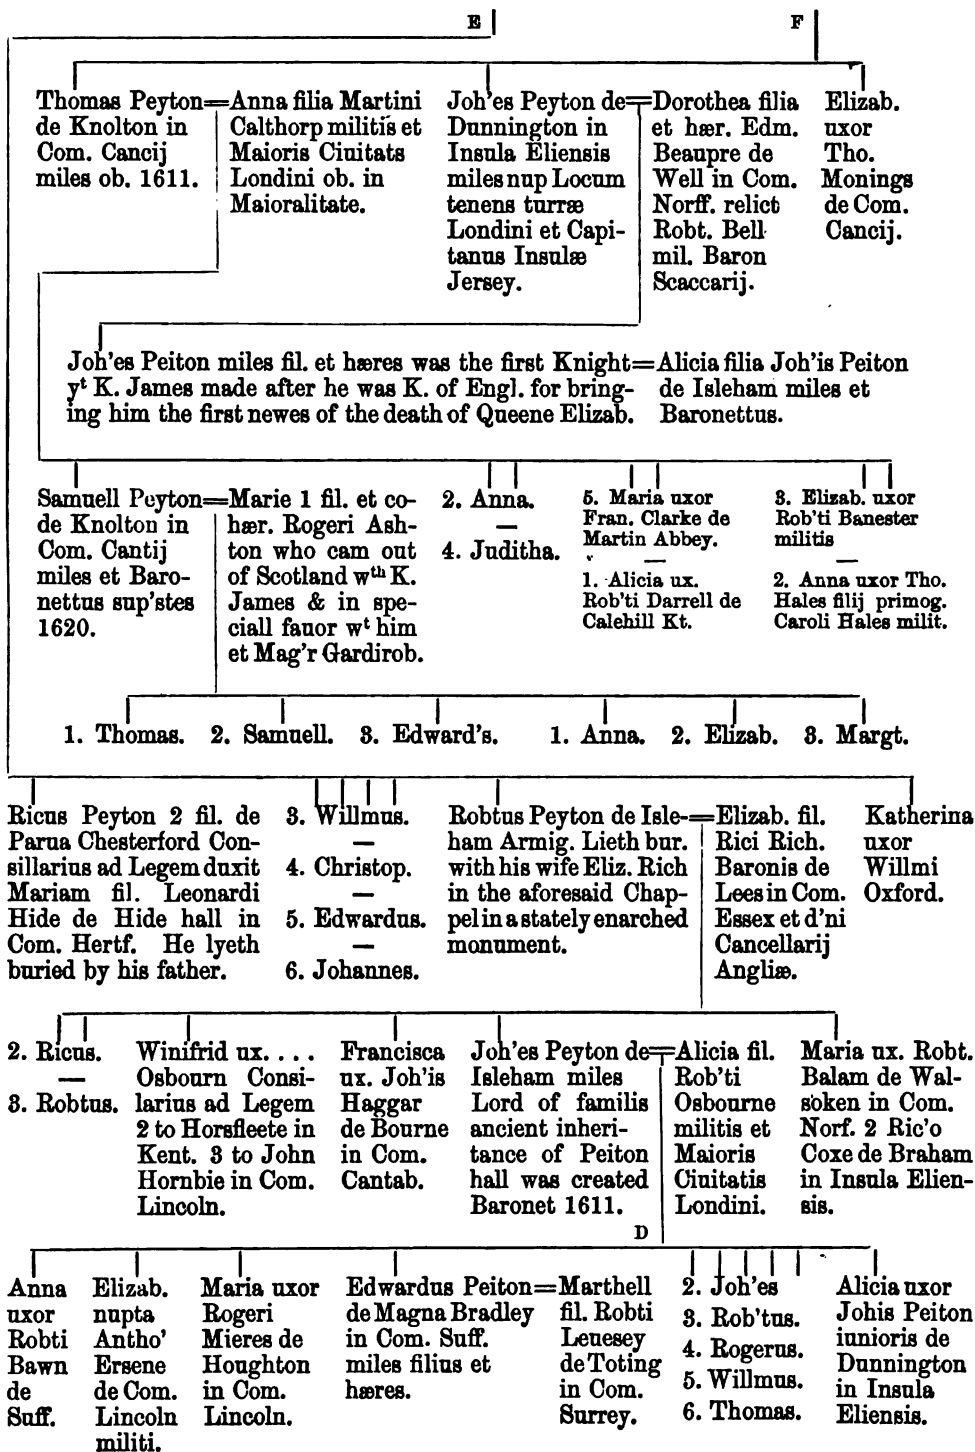 E
F
Thomas Peyton=
de Knolton in
Com. Cancij
miles ob. 1611.
Anna filia Martini
Calthorp militis et
Maioris Ciuitats
Londini ob. in
Maioralitate.
Joh'es Peyton de=
Dunnington in
Insula Eliensis
miles nup Locum
tenens turræ
Londini et Capi-
tanus Insulæ
Jersey.
Dorothea filia
et hær. Edm.
Beaupre de
Well in Com.
Norff. relict
Robt. Bell
mil. Baron
Scaccarij.
Elizab.
uxor
Tho.
Monings
de Com.
Cancij.
Joh'es Peiton miles fil. et hæres was the first Knight=
yt K. James made after he was K. of Engl. for bring-
ing him the first newes of the death of Queene Elizab.
Alicia filia Joh'is Peiton
de Isleham miles et
Baronettus.
Samuell Peyton=
de Knolton in
Com. Cantij
miles et Baro-
nettus sup'stes
1620.
Marie 1 fil. et co-
hær. Rogeri Ash-
ton who cam out
of Scotland wth K.
James & in spe-
ciall fauor wt him
et Mag'r Gardirob.
2. Anna.
—
4. Juditha.
5. Maria uxor
Fran. Clarke de
Martin Abbey.
—
1. Alicia ux.
Rob'ti Darrell de
Calehill Kt.
3. Elizab. uxor
Rob'ti Banester
militis
—
2. Anna uxor Tho.
Hales filij primog.
Caroli Hales milit.
1. Thomas. 2. Samuell. 3. Edward's. 1. Anna. 2. Elizab. 3. Margt.
Ricus Peyton 2 fil. de
Parua Chesterford Con-
sillarius ad Legem duxit
Mariam fil. Leonardi
Hide de Hide hall in
Com. Hertf. He lyeth
buried by his father.
3. Willmus.
—
4. Christop.
—
5. Edwardus.
—
6. Johannes.
Robtus Peyton de Isle-=
ham Armig. Lieth bur.
with his wife Eliz. Rich
in the aforesaid Chap-
pel in a stately enarched
monument.
Elizab. fil.
Rici Rich.
Baronis de
Lees in Com.
Essex et d'ni
Cancellarij
Angliæ.
Katherina
uxor
Willmi
Oxford.
2. Ricus.
—
3. Robtus.
Winifrid ux. . . . .
Osbourn Consi-
larius ad Legem
2 to Horsfleete in
Kent. 3 to John
Hornbie in Com.
Lincoln.
Francisca
ux. Joh'is
Haggar
de Bourne
in Com.
Cantab.
Joh'es Peyton de=
Isleham miles
Lord of familis
ancient inheri-
tance of Peiton
hall was created
Baronet 1611.
Alicia fil.
Rob'ti
Osbourne
militis et
Maioris
Ciuitatis
Londini.
Maria ux. Robt.
Balam de Wal-
soken in Com.
Norf. 2 Ric'o
Coxe de Braham
in Insula Elien-
sis.
D
Anna
uxor
Robti
Bawn
de
Suff.
Elizab.
nupta
Antho'
Ersene
de Com.
Lincoln
militi.
Maria uxor
Rogeri
Mieres de
Houghton
in Com.
Lincoln.
Edwardus Peiton=
de Magna Bradley
in Com. Suff.
miles filius et
hæres.
Marthell
fil. Robti
Leuesey
de Toting
in Com.
Surrey.
2. Joh'es
3. Rob'tus.
4. Rogerus.
5. Willmus.
6. Thomas.
Alicia uxor
Johis Peiton
iunioris de
Dunnington
in Insula
Eliensis.